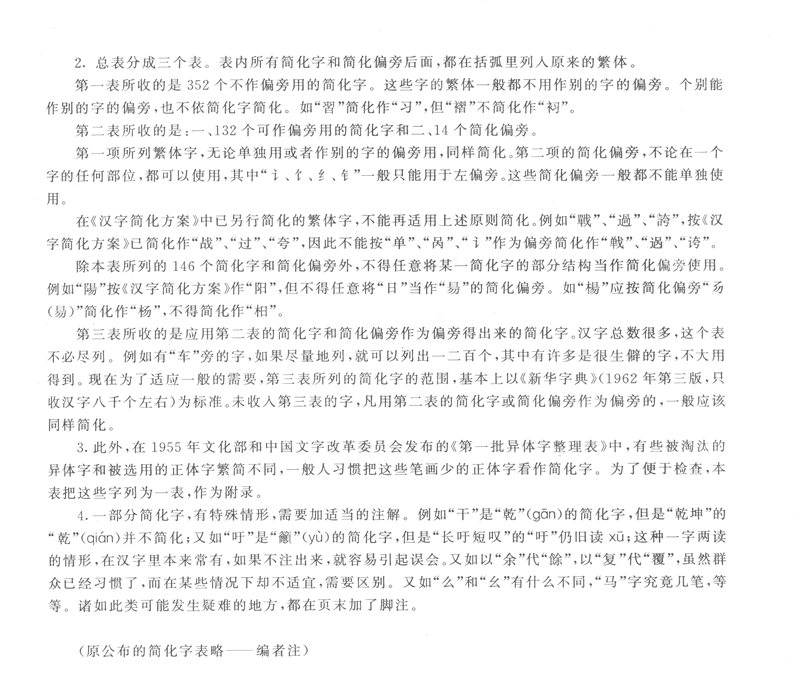 2. 总表分成三个表。表内所有简化字和简化偏旁后面,都在括弧里列入原来的繁体。
第一表所收的是 352 个不作偏旁用的简化字。这些字的繁体一般都不用作别的字的偏旁。个别能
作别的字的偏旁,也不依简化字简化。如“習”简化作“习”,但“褶”不简化作“

”。
第二表所收的是:一、132 个可作偏旁用的简化字和二、14 个简化偏旁。
第一项所列繁体字,无论单独用或者作别的字的偏旁用,同样简化。第二项的简化偏旁,不论在一个
字的任何部位,都可以使用,其中“讠、饣、纟、钅”一般只能用于左偏旁。这些简化偏旁一般都不能单独使
用。
在《汉字简化方案》中已另行简化的繁体字,不能再适用上述原则简化。例如“戰”、“過”、“誇”,按《汉
字简化方案》已简化作“战”、“过”、“夸”,因此不能按“单”、“呙”、“讠”作为偏旁简化作“

”、“

”、“

”。
除本表所列的 146 个简化字和简化偏旁外,不得任意将某一简化字的部分结构当作简化偏旁使用。
例如“陽”按《汉字简化方案》作“阳”,但不得任意将“日”当作“昜”的简化偏旁。如“楊”应按简化偏旁“𠃓
(昜)”简化作“杨”,不得简化作“杻”。
第三表所收的是应用第二表的简化字和简化偏旁作为偏旁得出来的简化字。汉字总数很多,这个表
不必尽列。例如有“车”旁的字,如果尽量地列,就可以列出一二百个,其中有许多是很生僻的字,不大用
得到。现在为了适应一般的需要,第三表所列的简化字的范围,基本上以《新华字典》(1962 年第三版,只
收汉字八千个左右)为标准。未收入第三表的字,凡用第二表的简化字或简化偏旁作为偏旁的,一般应该
同样简化。
3. 此外,在 1955 年文化部和中国文字改革委员会发布的《第一批异体字整理表》中,有些被淘汰的
异体字和被选用的正体字繁简不同,一般人习惯把这些笔画少的正体字看作简化字。为了便于检查,本
表把这些字列为一表,作为附录。
4. 一部分简化字,有特殊情形,需要加适当的注解。例如“干”是“乾”(gān)的简化字,但是“乾坤”的
“乾”(qián)并不简化;又如“吁”是“籲”(yù)的简化字,但是“长吁短叹”的“吁”仍旧读 xū;这种一字两读
的情形,在汉字里本来常有,如果不注出来,就容易引起误会。又如以“余”代“餘”,以“复”代“覆”,虽然群
众已经习惯了,而在某些情况下却不适宜,需要区别。又如“么”和“幺”有什么不同,“马”字究竟几笔,等
等。诸如此类可能发生疑难的地方,都在页末加了脚注。
(原公布的简化字表略——编者注)